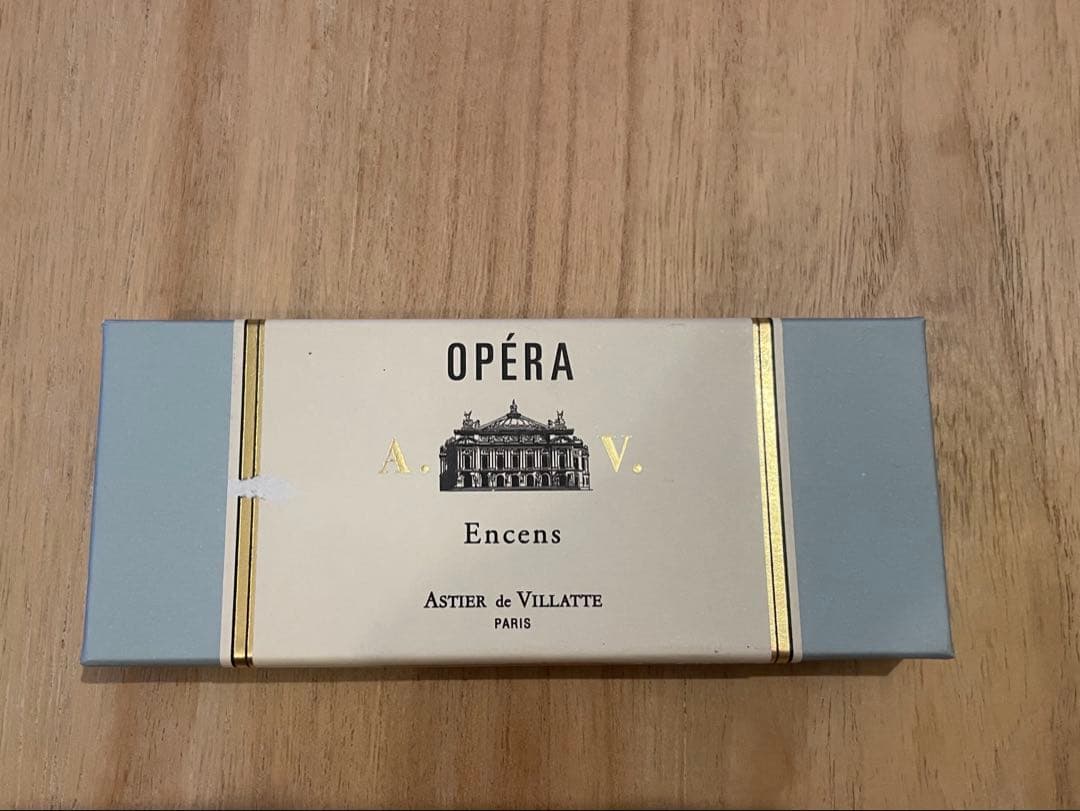 OPÉRA
A. V.
Encens
ASTIER de VILLATTE
PARIS